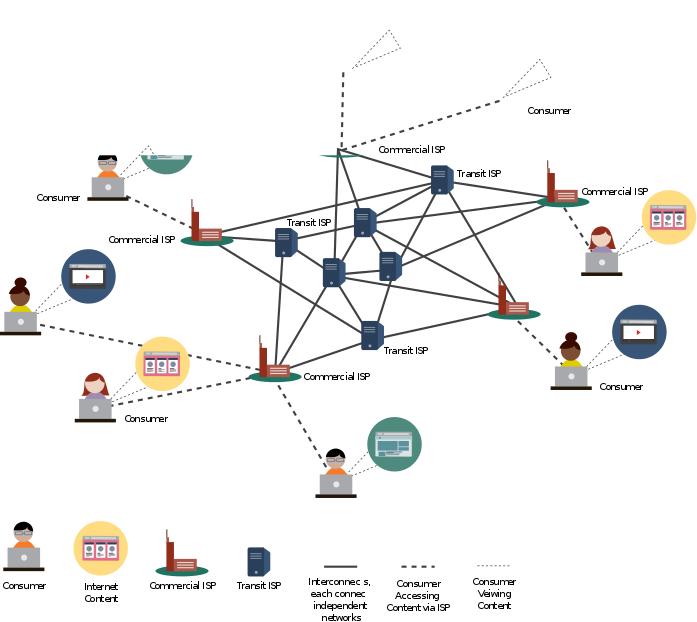 Consumer
Commercial ISP
Transit ISP
Commercial ISP
Consumer
Transit ISP
Commercial ISP
Transit ISP
Commercial ISP
Consumer
Consumer
Consumer
Internet
Content
Commercial ISP
Transit ISP
Interconnec s,
each connec
independent
networks
Consumer
Accessing
Content via ISP
Consumer
Veiwing
Content